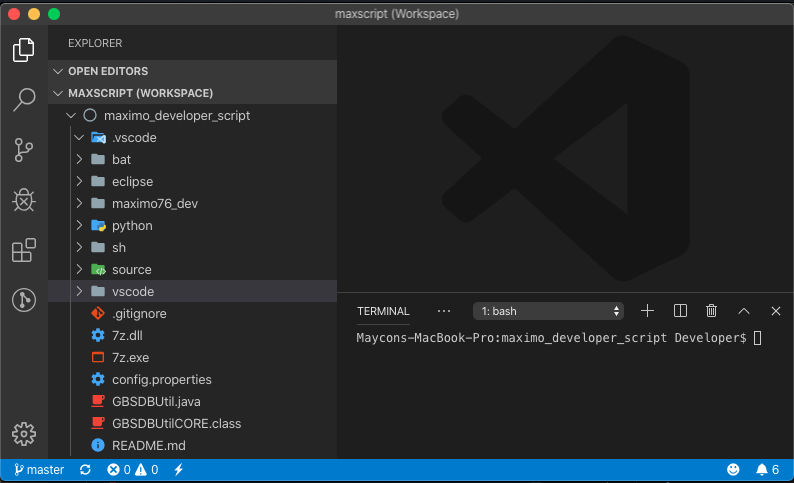 maxscript (Workspace)
EXPLORER
OPEN EDITORS
MAXSCRIPT (WORKSPACE)
maximo_developer_script
.vscode
bat
eclipse
maximo76_dev
python
sh
source
vscode
.gitignore
7z.dll
7z.exe
config.properties
GBSDBUtil.java
GBSDBUtilCORE.class
README.md
TERMINAL ... 1: bash
Maycons-MacBook-Pro:maximo_developer_script Developer$
master 0 0 6